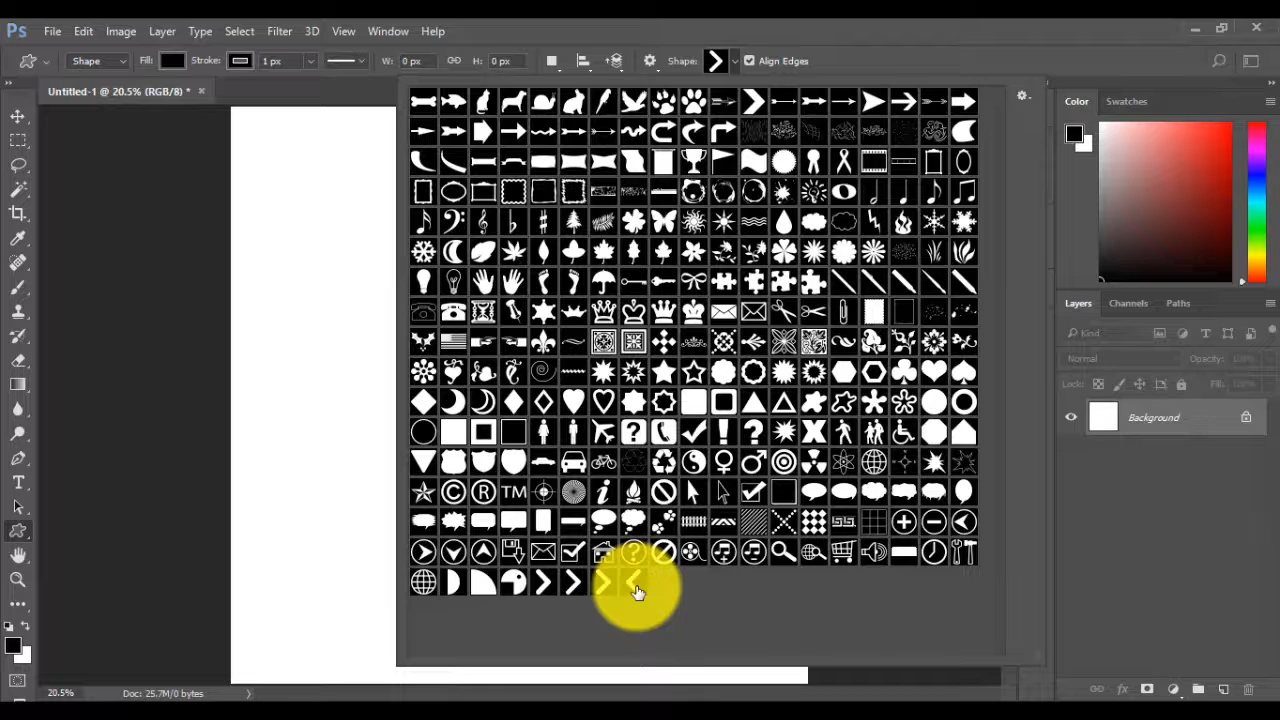 Ps File Edit Image Layer Type Select Filter 3D View Window Help
Shape Fill: Stroke: 1 px W: 0 px H: 0 px Shape: Align Edges
Untitled-1 @ 20.5% (RGB/8) *
Color Swatches
TM
Layers Channels Paths
Kind
Normal Opacity: 100%
Lock: Fill: 100%
Background
20.5% Doc: 25.7M/0 bytes